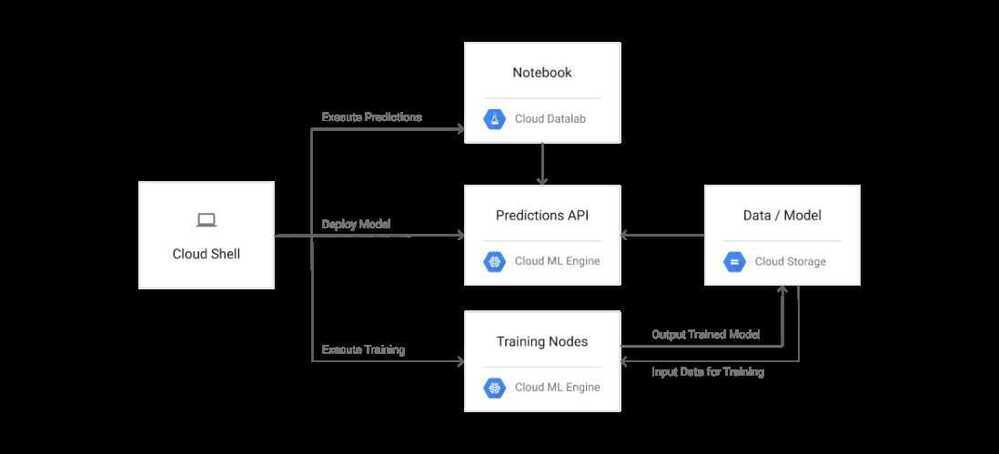 Notebook
Cloud Datalab
Execute Predictions
Cloud Shell
Deploy Model
Predictions API
Cloud ML Engine
Data / Model
Cloud Storage
Execute Training
Training Nodes
Cloud ML Engine
Output Trained Model
Input Data for Training